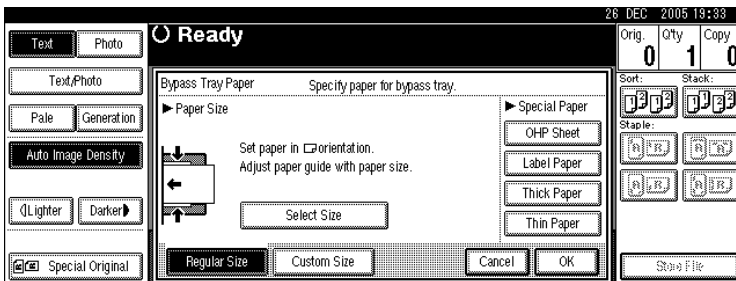 26 DEC 2005 19:33
Text Photo
Text/Photo
Pale Generation
Auto Image Density
Lighter Darker
Special Original
Ready
Bypass Tray Paper Specify paper for bypass tray.
Paper Size
Set paper in orientation.
Adjust paper guide with paper size.
Select Size
Regular Size Custom Size
Special Paper
OHP Sheet
Label Paper
Thick Paper
Thin Paper
Cancel OK
Orig. Q'ty Copy
0 1 0
Sort: Stack:
Staple:
Store File